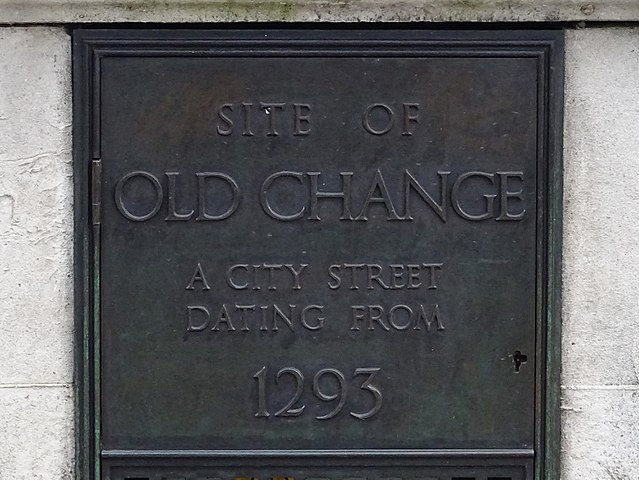 SITE OF
OLD CHANGE
A CITY STREET
DATING FROM
1293